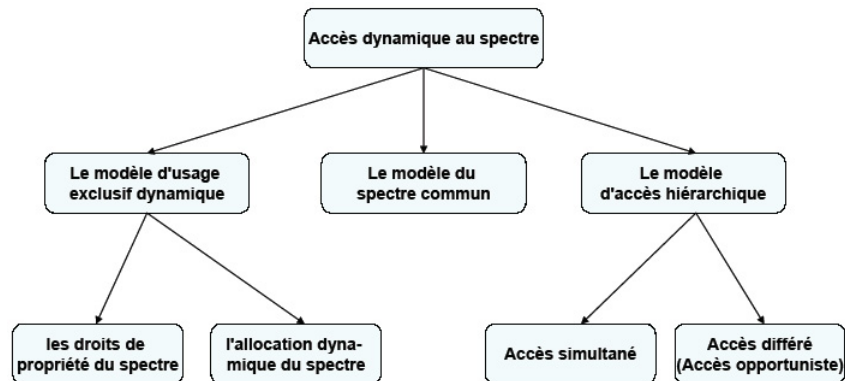 Accès dynamique au spectre
Le modèle d'usage
exclusif dynamique
Le modèle du
spectre commun
Le modèle
d'accès hiérarchique
les droits de
propriété du spectre
l'allocation dyna-
mique du spectre
Accès simultané
Accès différé
(Accès opportuniste)